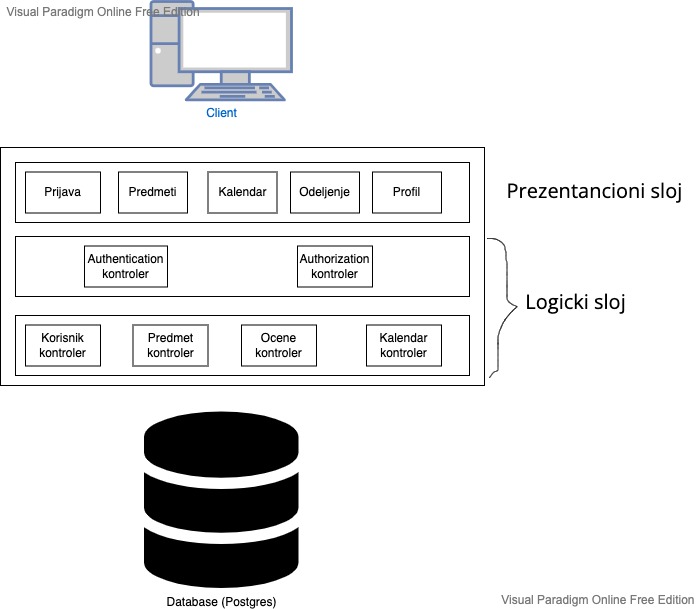 Visual Paradigm Online Free Edition
Client
Prijava
Predmeti
Kalendar
Odeljenje
Profil
Prezentancioni sloj
Authentication
kontroler
Authorization
kontroler
Logicki sloj
Korisnik
kontroler
Predmet
kontroler
Ocene
kontroler
Kalendar
kontroler
Database (Postgres)
Visual Paradigm Online Free Edition